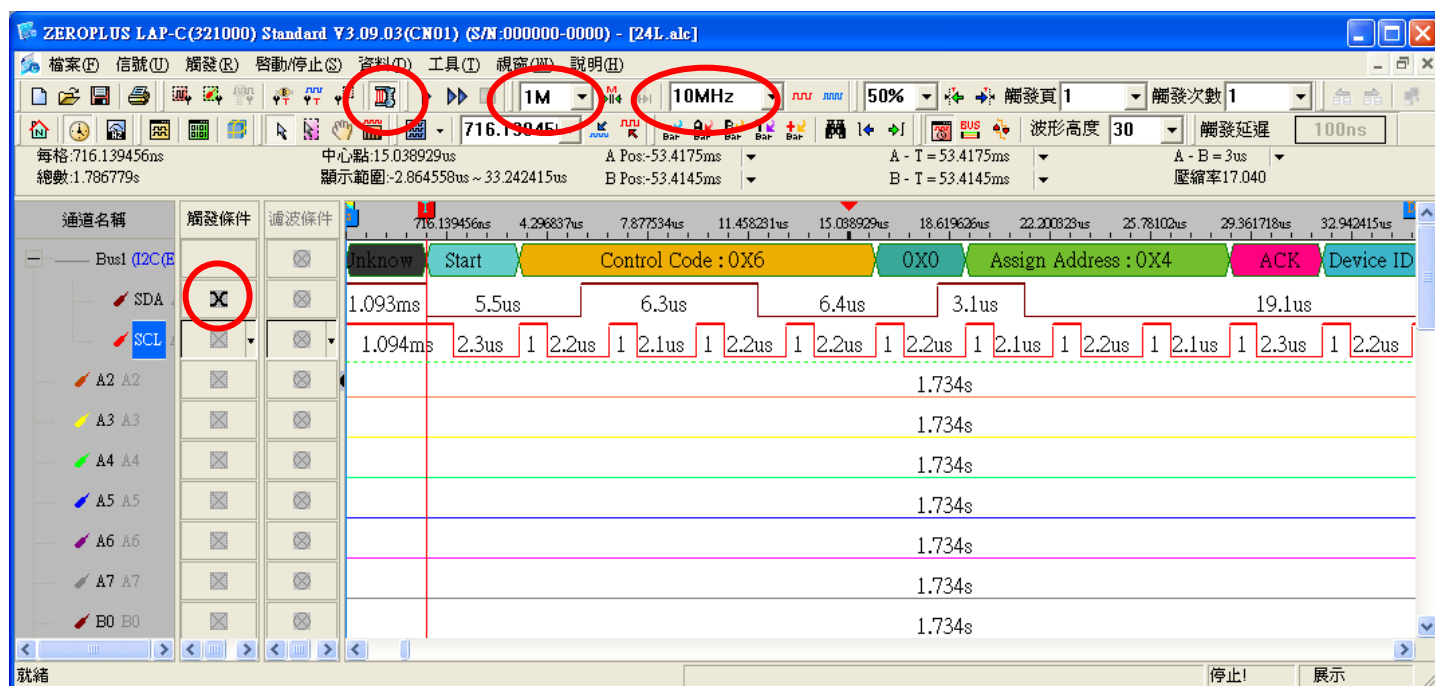 ZEROPLUS LAP-C(321000) Standard V3.09.03(CN01) (S/N:000000-0000) - [24L.alc]
檔案(F) 信號(U) 觸發(R) 啓動/停止(S) 資料(D) 工具(T) 視窗(W) 說明(H)
1M 10MHz 50% 觸發頁 1 觸發次數 1
716.13945 Bar Bar Bar Bar Bar BUS 波形高度 30 觸發延遲 100ns
每格:716.139456ns 中心點:15.038929us A Pos:-53.4175ms A - T = 53.4175ms A - B = 3us
總數:1.786779s 顯示範圍:-2.864558us ~ 33.242415us B Pos:-53.4145ms B - T = 53.4145ms 壓縮率17.040
通道名稱 觸發條件 濾波條件 T 716.139456ns 4.296837us 7.877534us 11.458231us 15.038929us 18.619626us 22.200323us 25.78102us 29.361718us 32.942415us
Bus1 (I2C(E Unknow Start Control Code : 0X6 0X0 Assign Address : 0X4 ACK Device ID
SDA 1.093ms 5.5us 6.3us 6.4us 3.1us 19.1us
SCL 1.094ms 2.3us 1 2.2us 1 2.1us 1 2.2us 1 2.2us 1 2.2us 1 2.1us 1 2.2us 1 2.1us 1 2.3us 1 2.2us
A2 A2 1.734s
A3 A3 1.734s
A4 A4 1.734s
A5 A5 1.734s
A6 A6 1.734s
A7 A7 1.734s
B0 B0 1.734s
就緒 停止! 展示